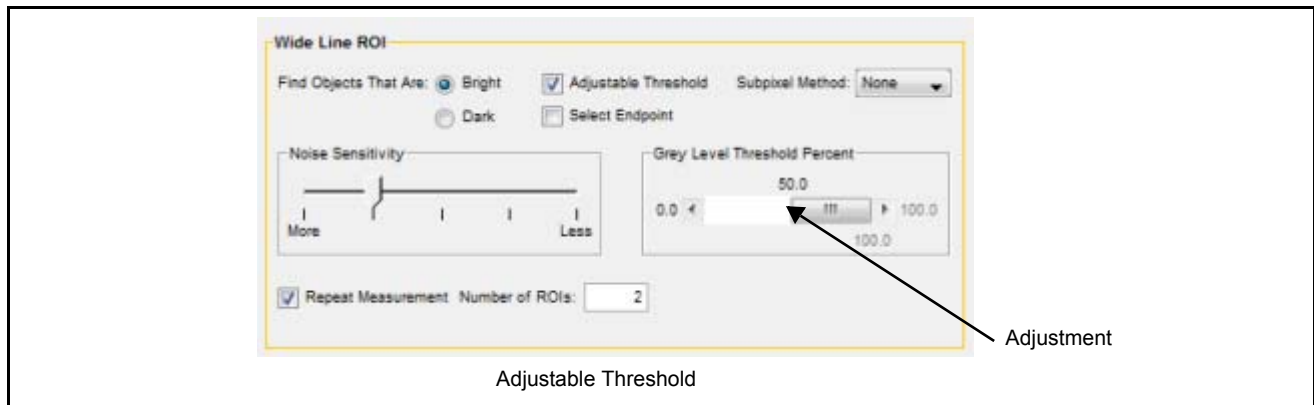 Wide Line ROI
Find Objects That Are: Bright Adjustable Threshold Subpixel Method: None
Dark Select Endpoint
Noise Sensitivity Grey Level Threshold Percent
50.0
0.0 100.0
More Less 100.0
Repeat Measurement Number of ROIs: 2
Adjustment
Adjustable Threshold